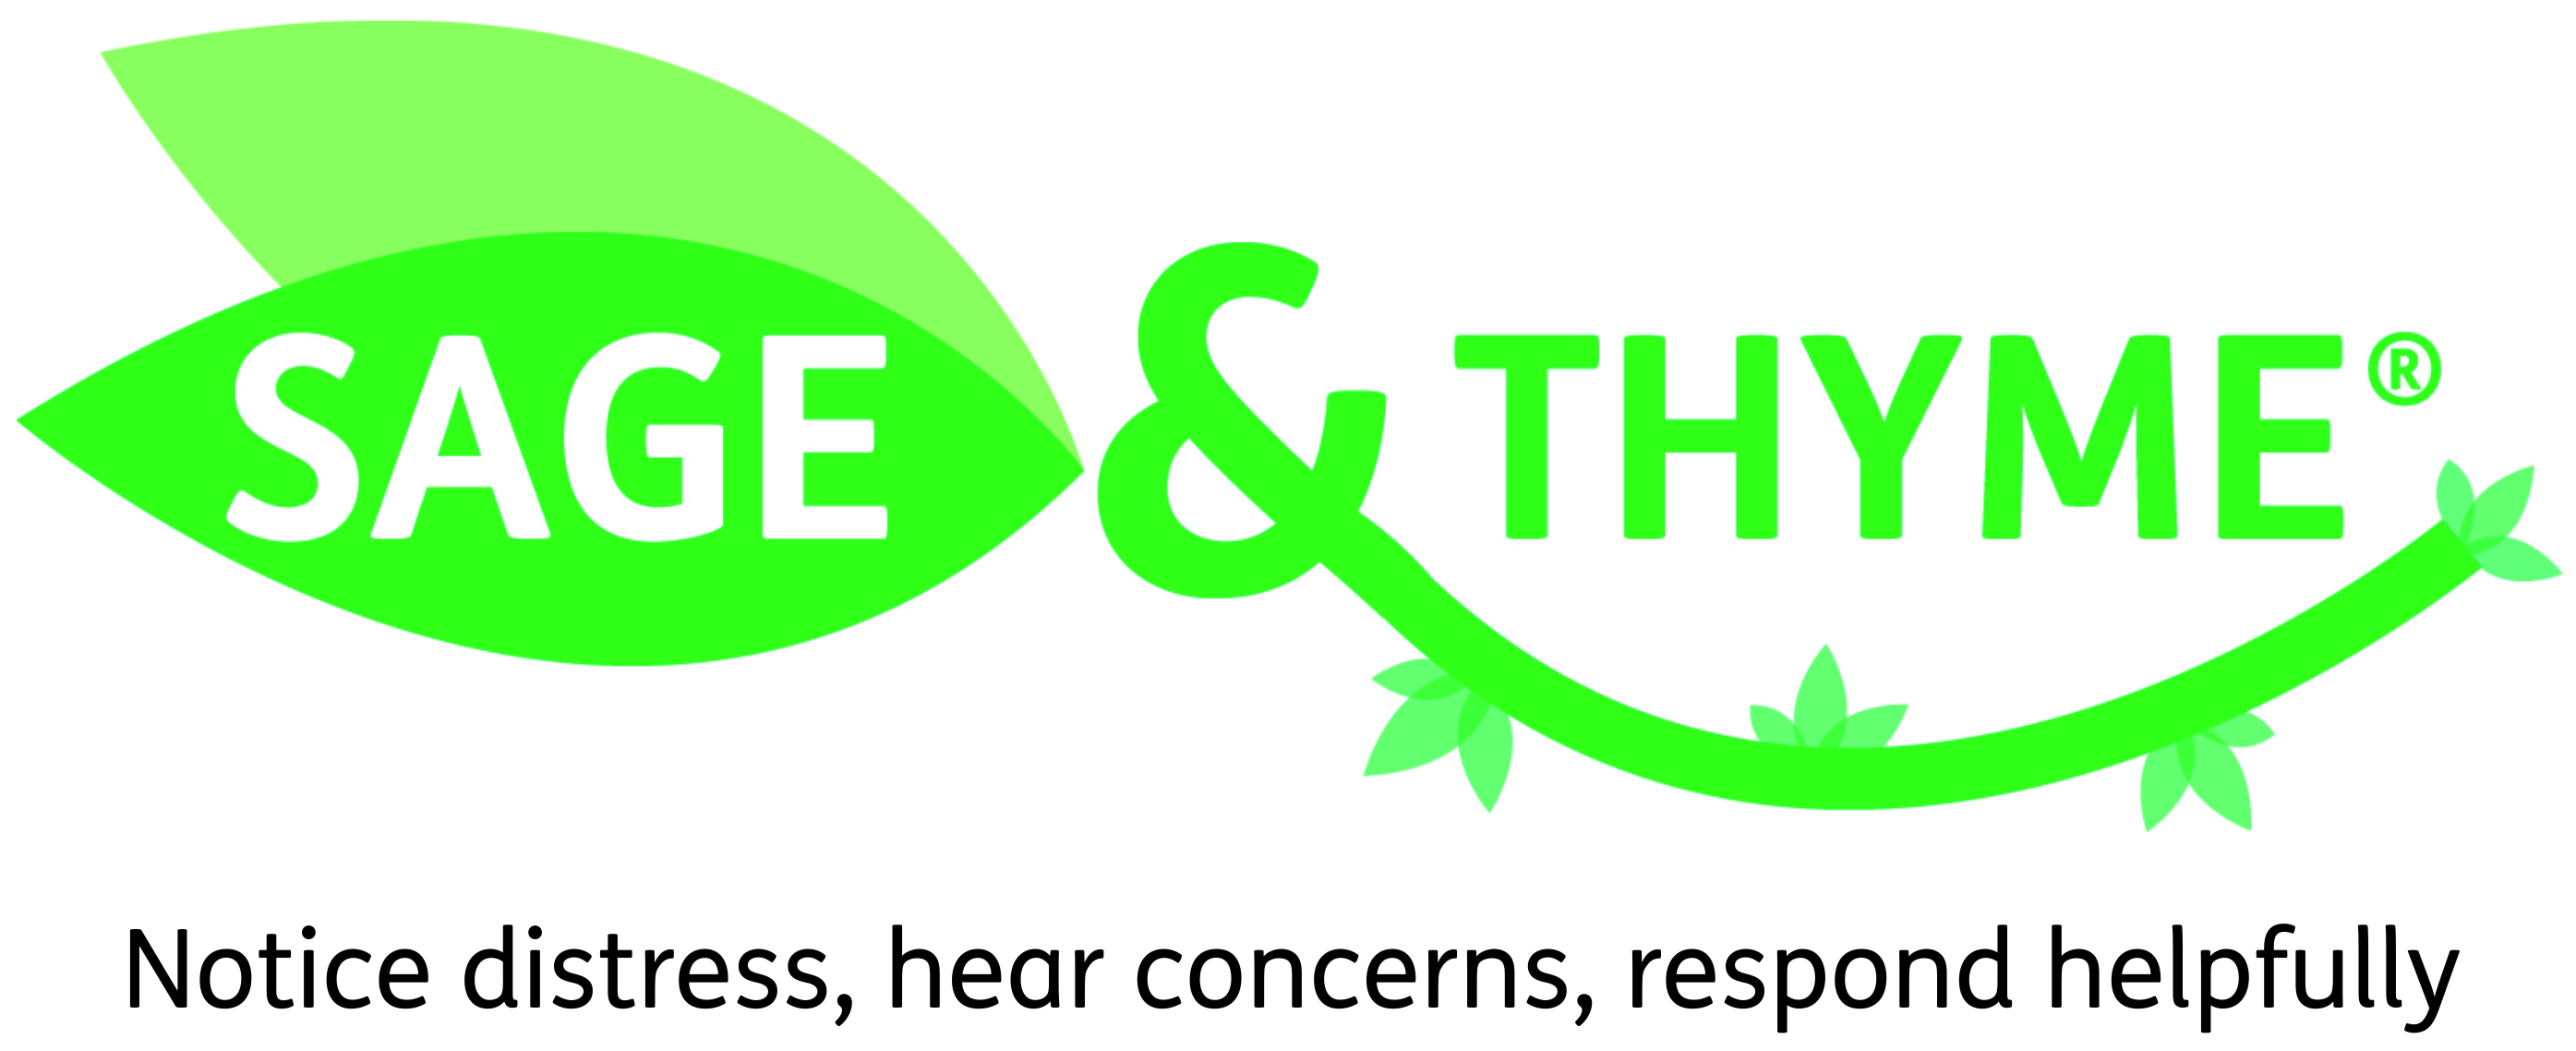 SAGE & THYME®
Notice distress, hear concerns, respond helpfully